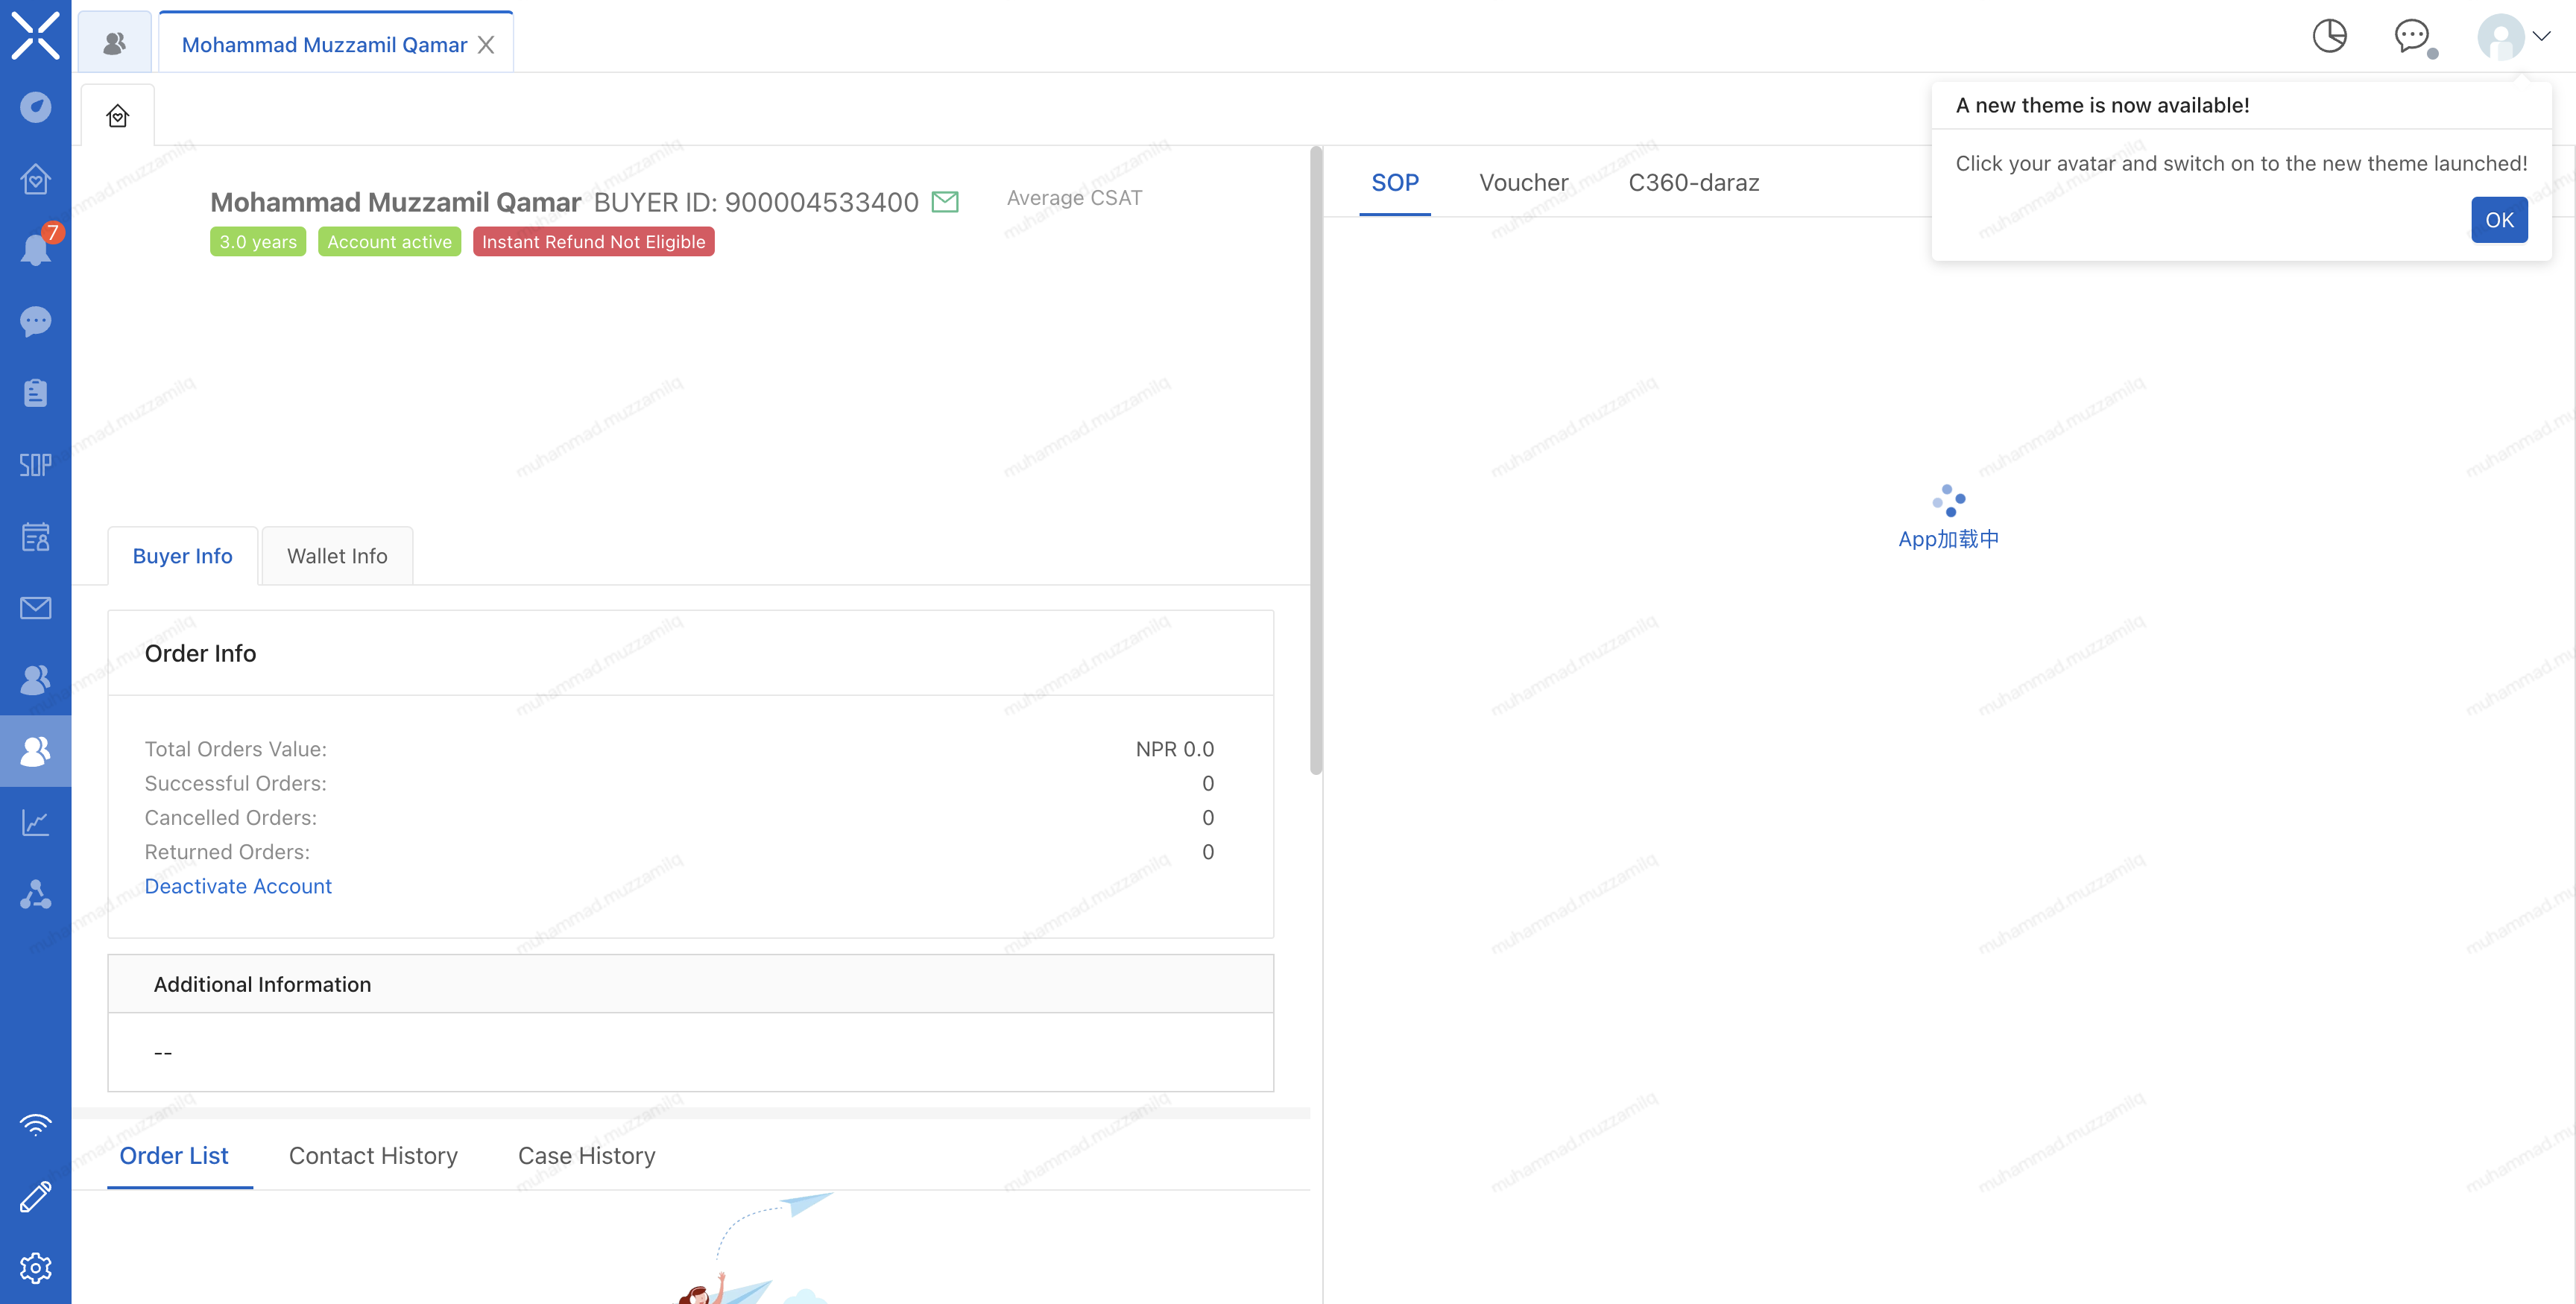 Mohammad Muzzamil Qamar
7
SOP
A new theme is now available!
Click your avatar and switch on to the new theme launched!
OK
Mohammad Muzzamil Qamar BUYER ID: 900004533400
Average CSAT
3.0 years Account active Instant Refund Not Eligible
SOP Voucher C360-daraz
App加载中
Buyer Info Wallet Info
Order Info
Total Orders Value: NPR 0.0
Successful Orders: 0
Cancelled Orders: 0
Returned Orders: 0
Deactivate Account
Additional Information
--
Order List Contact History Case History
muhammad.muzzamilq